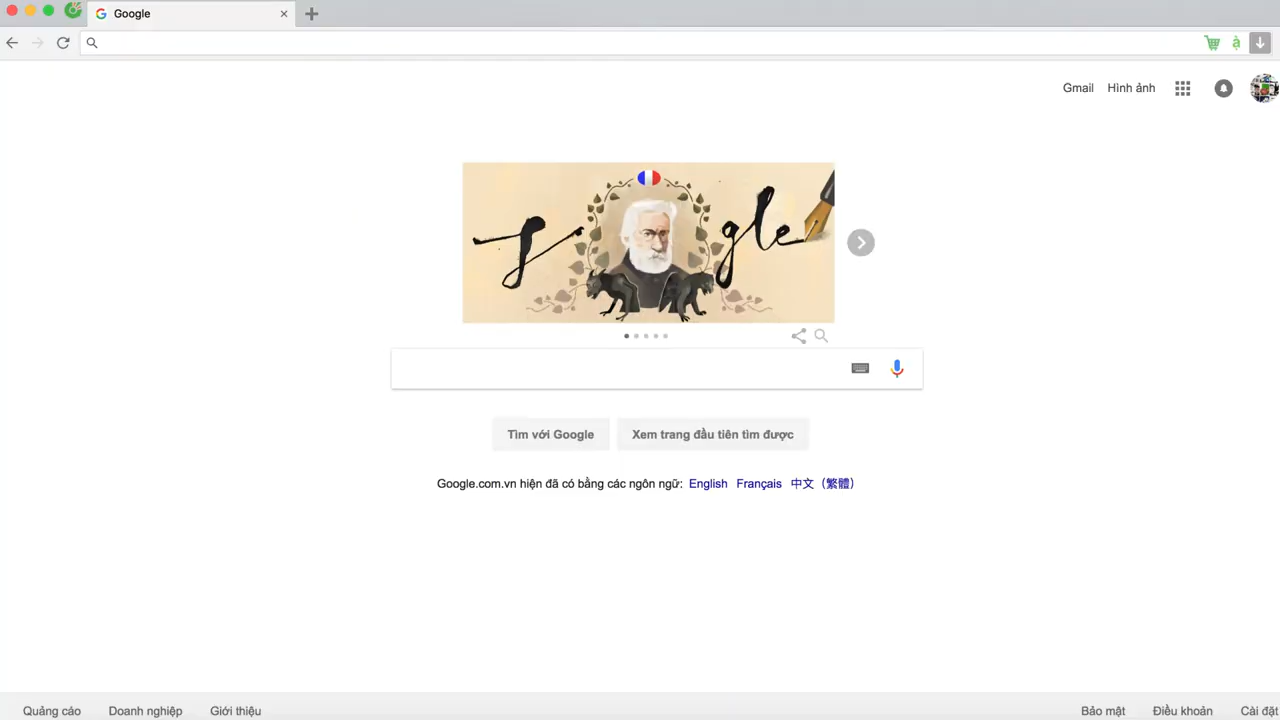 Google
Gmail Hình ảnh
gle
Tìm với Google Xem trang đầu tiên tìm được
Google.com.vn hiện đã có bằng các ngôn ngữ: English Français 中文（繁體）
Quảng cáo Doanh nghiệp Giới thiệu Bảo mật Điều khoản Cài đặt